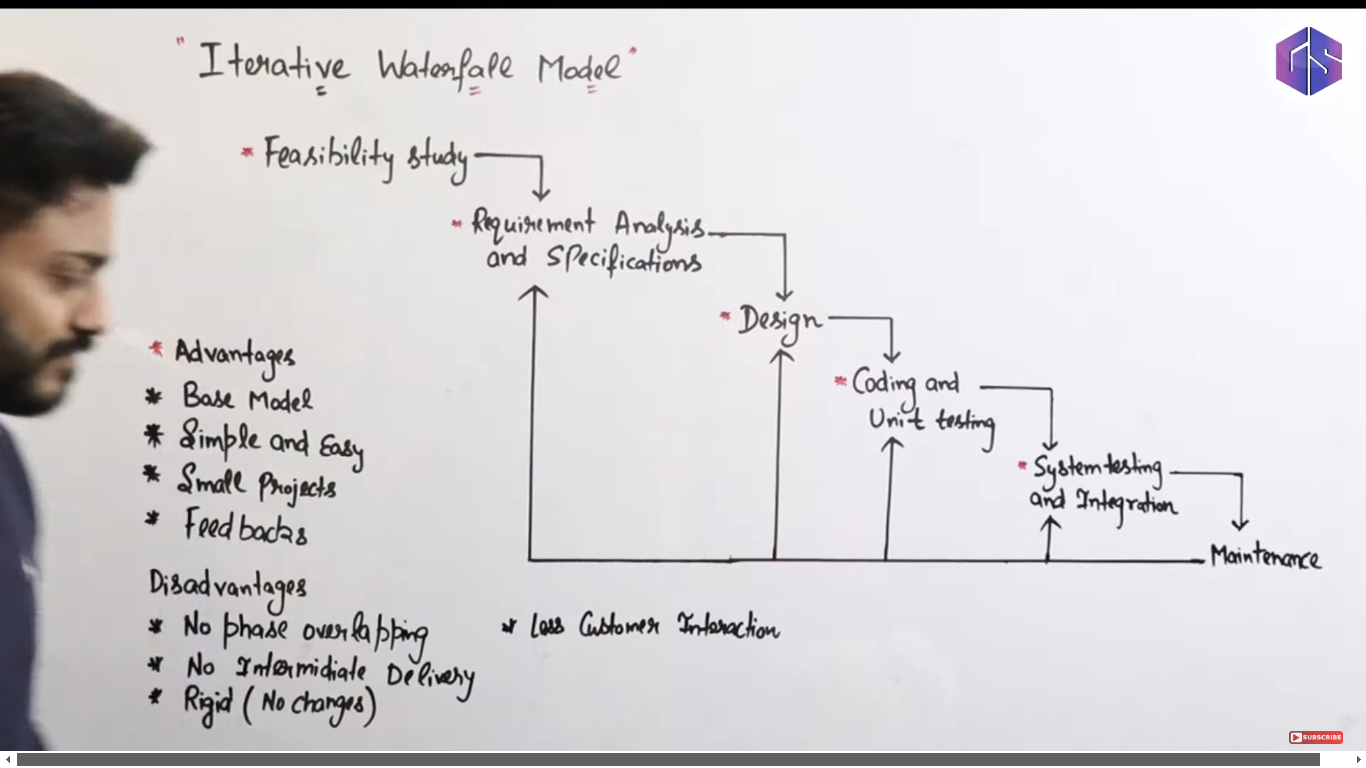 "Iterative Waterfall Model"
* Feasibility study
* Requirement Analysis
and Specifications
* Design
* Coding and
Unit testing
* System testing
and Integration
Maintenance
* Advantages
* Base Model
* Simple and Easy
* Small Projects
* Feedbacks
Disadvantages
* No phase overlapping
* No Intermidiate Delivery
* Rigid (No changes)
* Less Customer Interaction
SUBSCRIBE